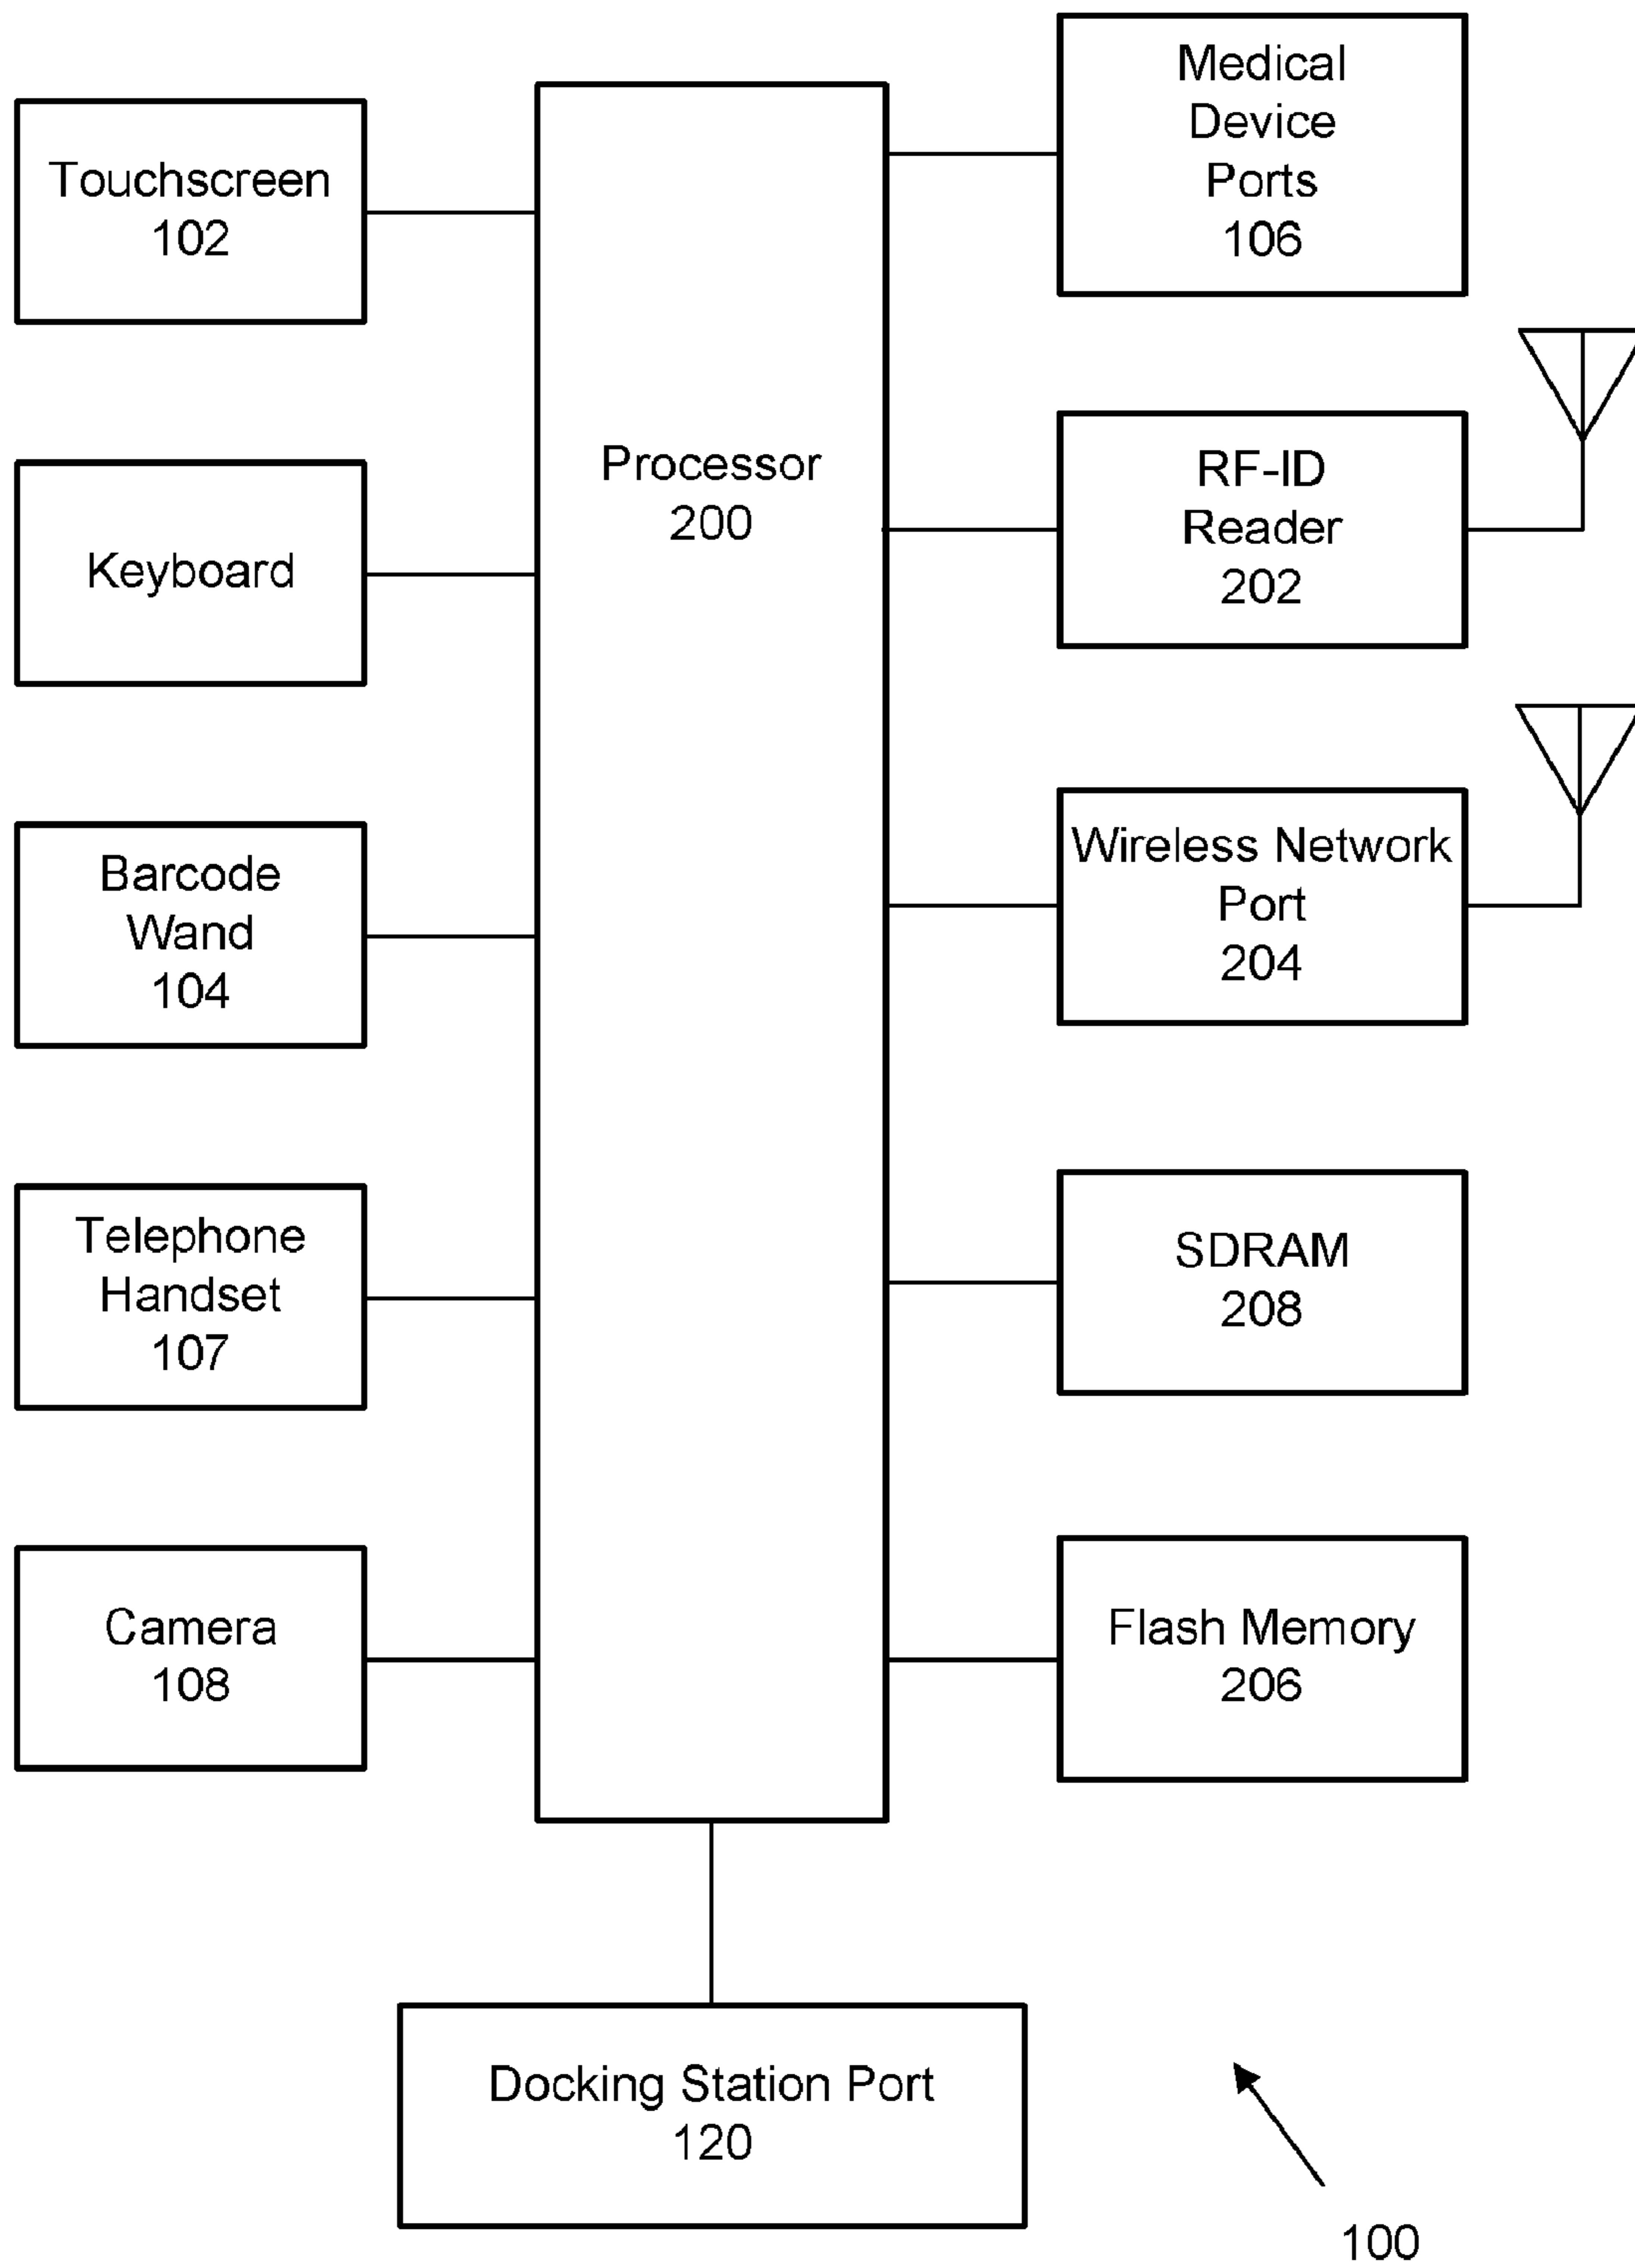 Touchscreen
102
Keyboard
Barcode
Wand
104
Telephone
Handset
107
Camera
108
Processor
200
Medical
Device
Ports
106
RF-ID
Reader
202
Wireless Network
Port
204
SDRAM
208
Flash Memory
206
Docking Station Port
120
100